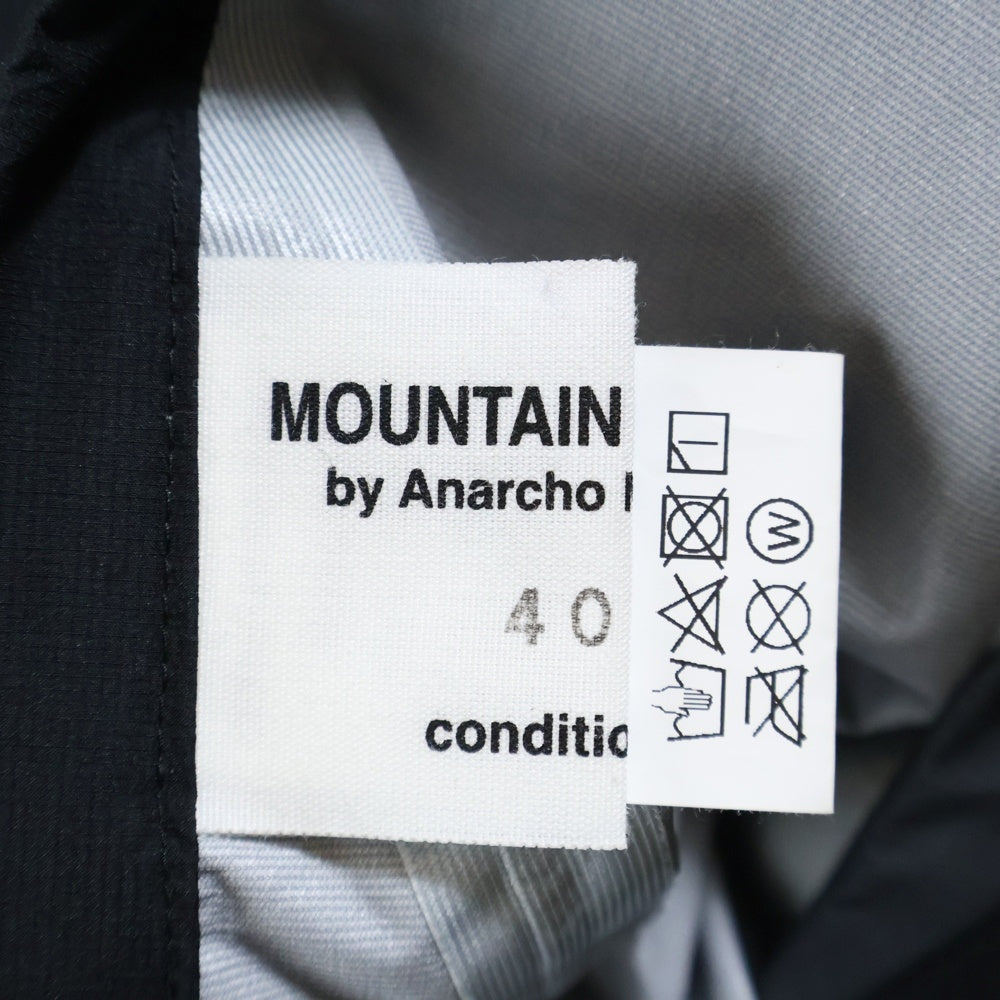 MOUNTAIN
by Anarcho
40
conditio
W